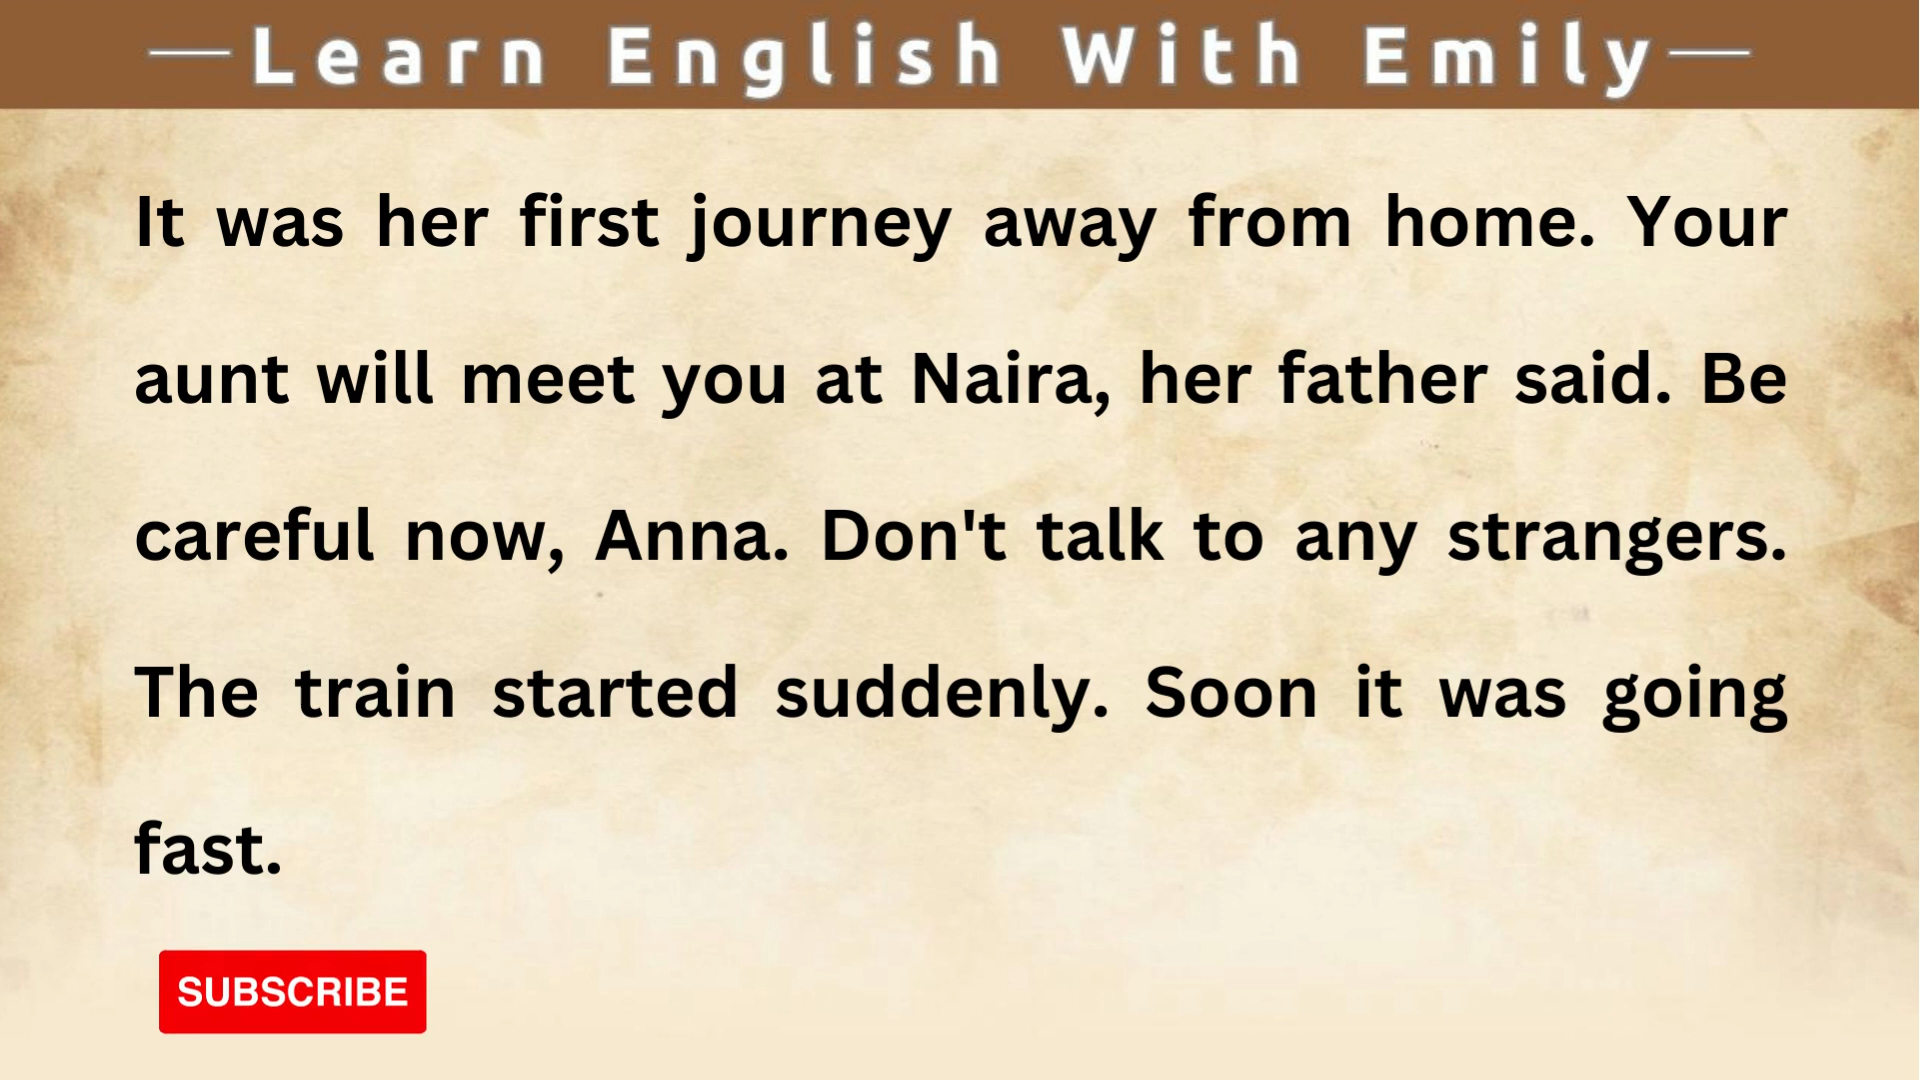 Learn English With Emily
It was her first journey away from home. Your
aunt will meet you at Naira, her father said. Be
careful now, Anna. Don't talk to any strangers.
The train started suddenly. Soon it was going
fast.
SUBSCRIBE